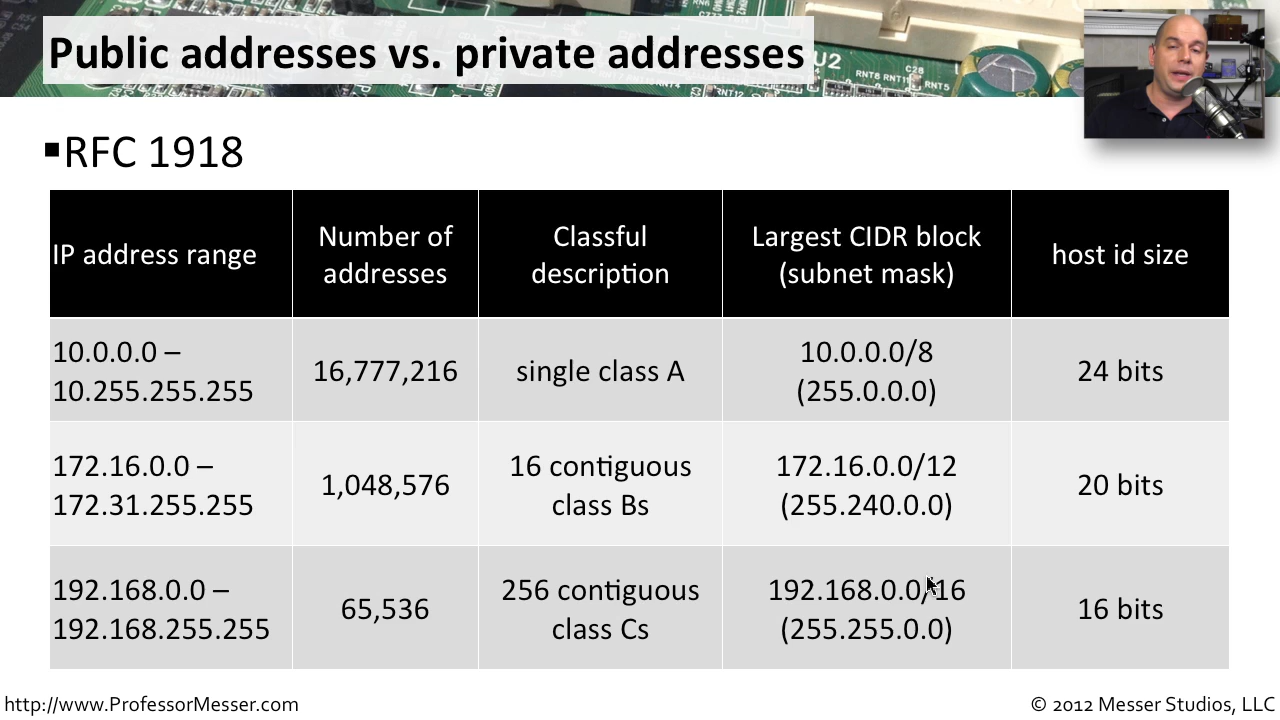 Public addresses vs. private addresses
U2
C28
RNT8
RNT5
RNT12
▪RFC 1918
IP address range
Number of
addresses
Classful
description
Largest CIDR block
(subnet mask)
host id size
10.0.0.0 –
10.255.255.255
16,777,216
single class A
10.0.0.0/8
(255.0.0.0)
24 bits
172.16.0.0 –
172.31.255.255
1,048,576
16 contiguous
class Bs
172.16.0.0/12
(255.240.0.0)
20 bits
192.168.0.0 –
192.168.255.255
65,536
256 contiguous
class Cs
192.168.0.0/16
(255.255.0.0)
16 bits
http://www.ProfessorMesser.com
© 2012 Messer Studios, LLC